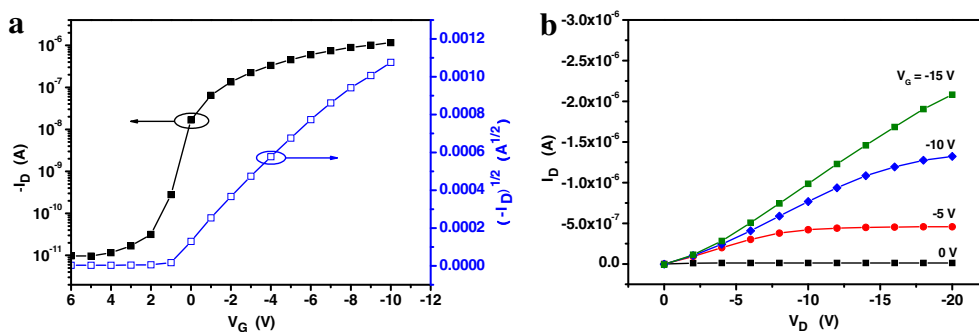 a
10⁻⁶
10⁻⁷
10⁻⁸
10⁻⁹
10⁻¹⁰
10⁻¹¹
-I_D (A)
6 4 2 0 -2 -4 -6 -8 -10 -12
V_G (V)
0.0012
0.0010
0.0008
0.0006
0.0004
0.0002
0.0000
(-I_D)^1/2 (A^1/2)
b
-3.0x10⁻⁶
-2.5x10⁻⁶
-2.0x10⁻⁶
-1.5x10⁻⁶
-1.0x10⁻⁶
-5.0x10⁻⁷
0.0
I_D (A)
V_G = -15 V
-10 V
-5 V
0 V
0 -5 -10 -15 -20
V_D (V)